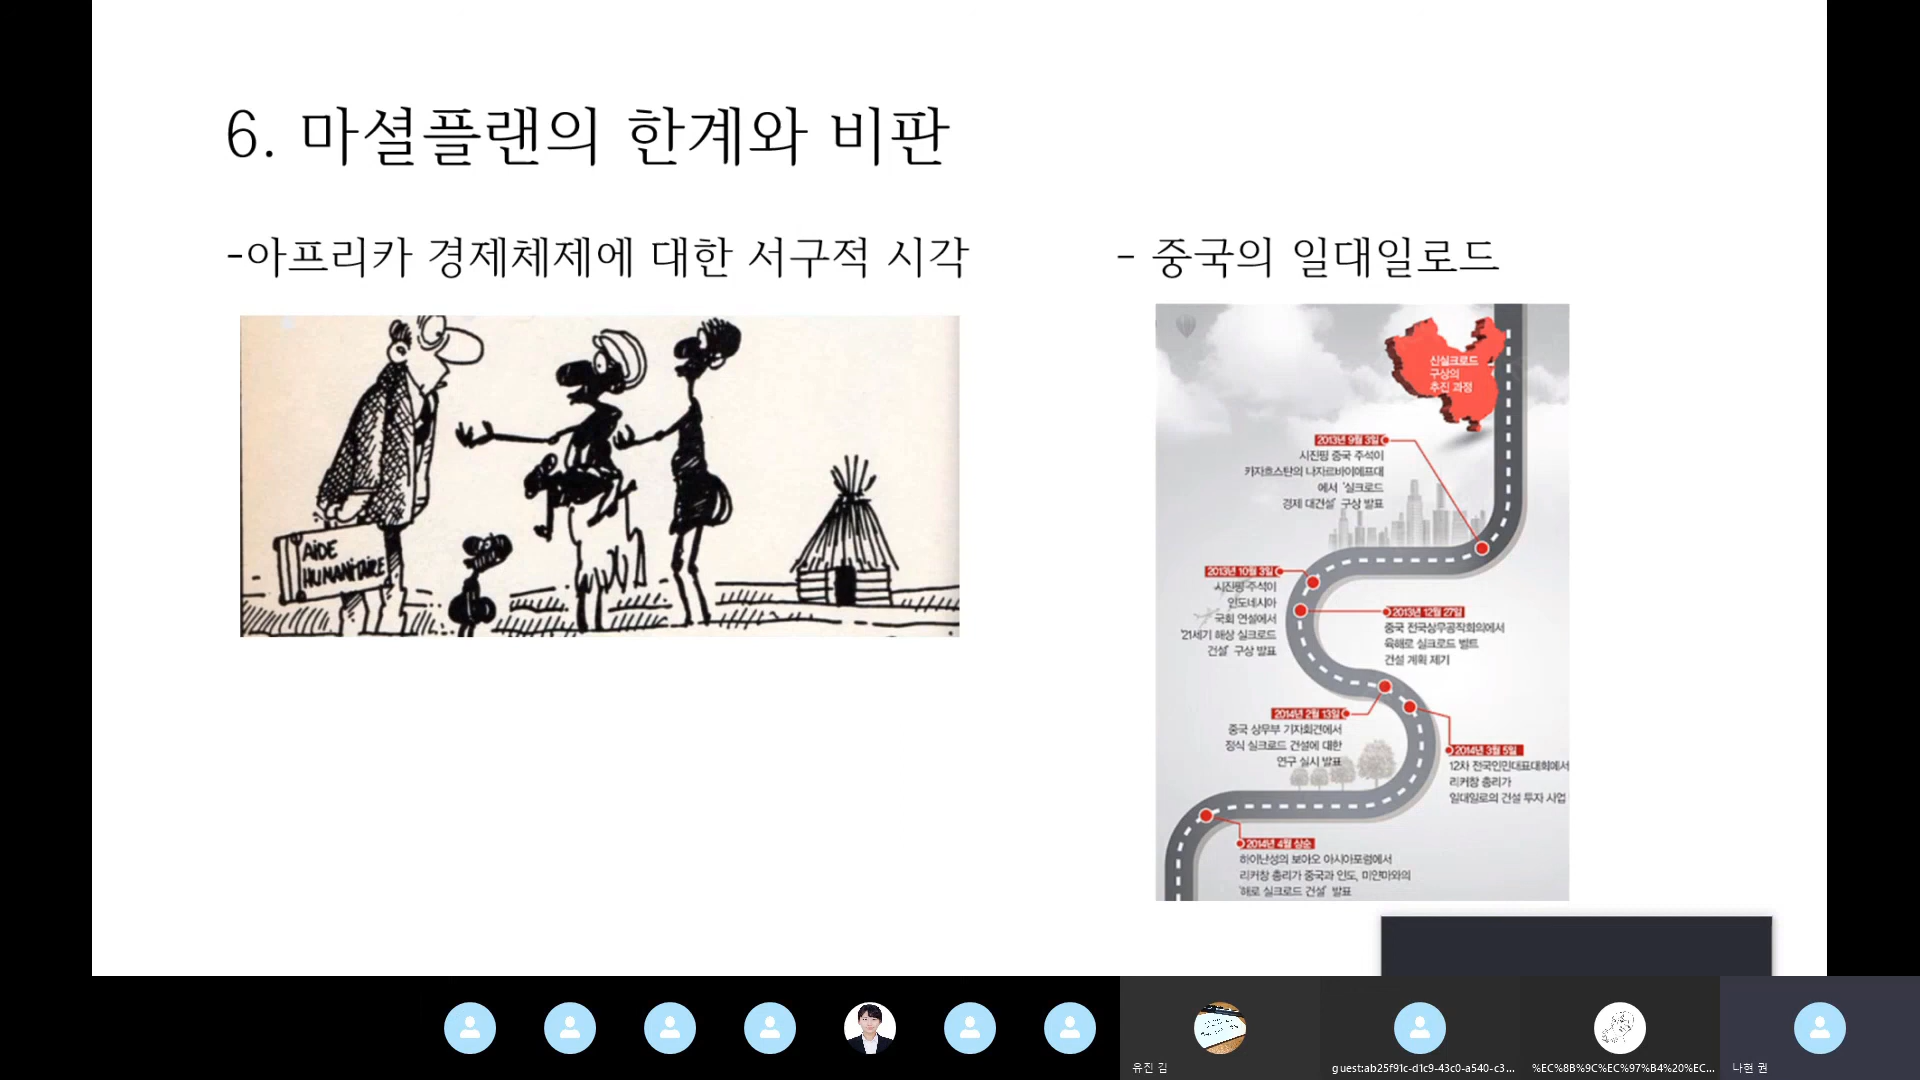 6. 마셜플랜의 한계와 비판
-아프리카 경제체제에 대한 서구적 시각
- 중국의 일대일로드
AIDE
HUMANITAIRE
신실크로드
구상의
추진 과정
2013년 9월 3일
시진핑 중국 주석이
카자흐스탄의 나자르바이예프대
에서 '실크로드
경제 대건설' 구상 발표
2013년 10월 3일
시진핑 주석이
인도네시아
국회 연설에서
'21세기 해상 실크로드
건설' 구상 발표
2013년 12월 27일
중국 전국상무공작회의에서
육해로 실크로드 벨트
건설 계획 제기
2014년 2월 13일
중국 상무부 기자회견에서
정식 실크로드 건설에 대한
연구 실시 발표
2014년 3월 5일
12차 전국인민대표대회에서
리커창 총리가
일대일로의 건설 투자 사업
2014년 4월 상순
하이난성의 보아오 아시아포럼에서
리커창 총리가 중국과 인도, 미얀마와의
'해로 실크로드 건설' 발표
유진 김
guest:ab25f91c-d1c9-43c0-a540-c3...
%EC%8B%9C%EC%97%B4%20%EC...
나현 권